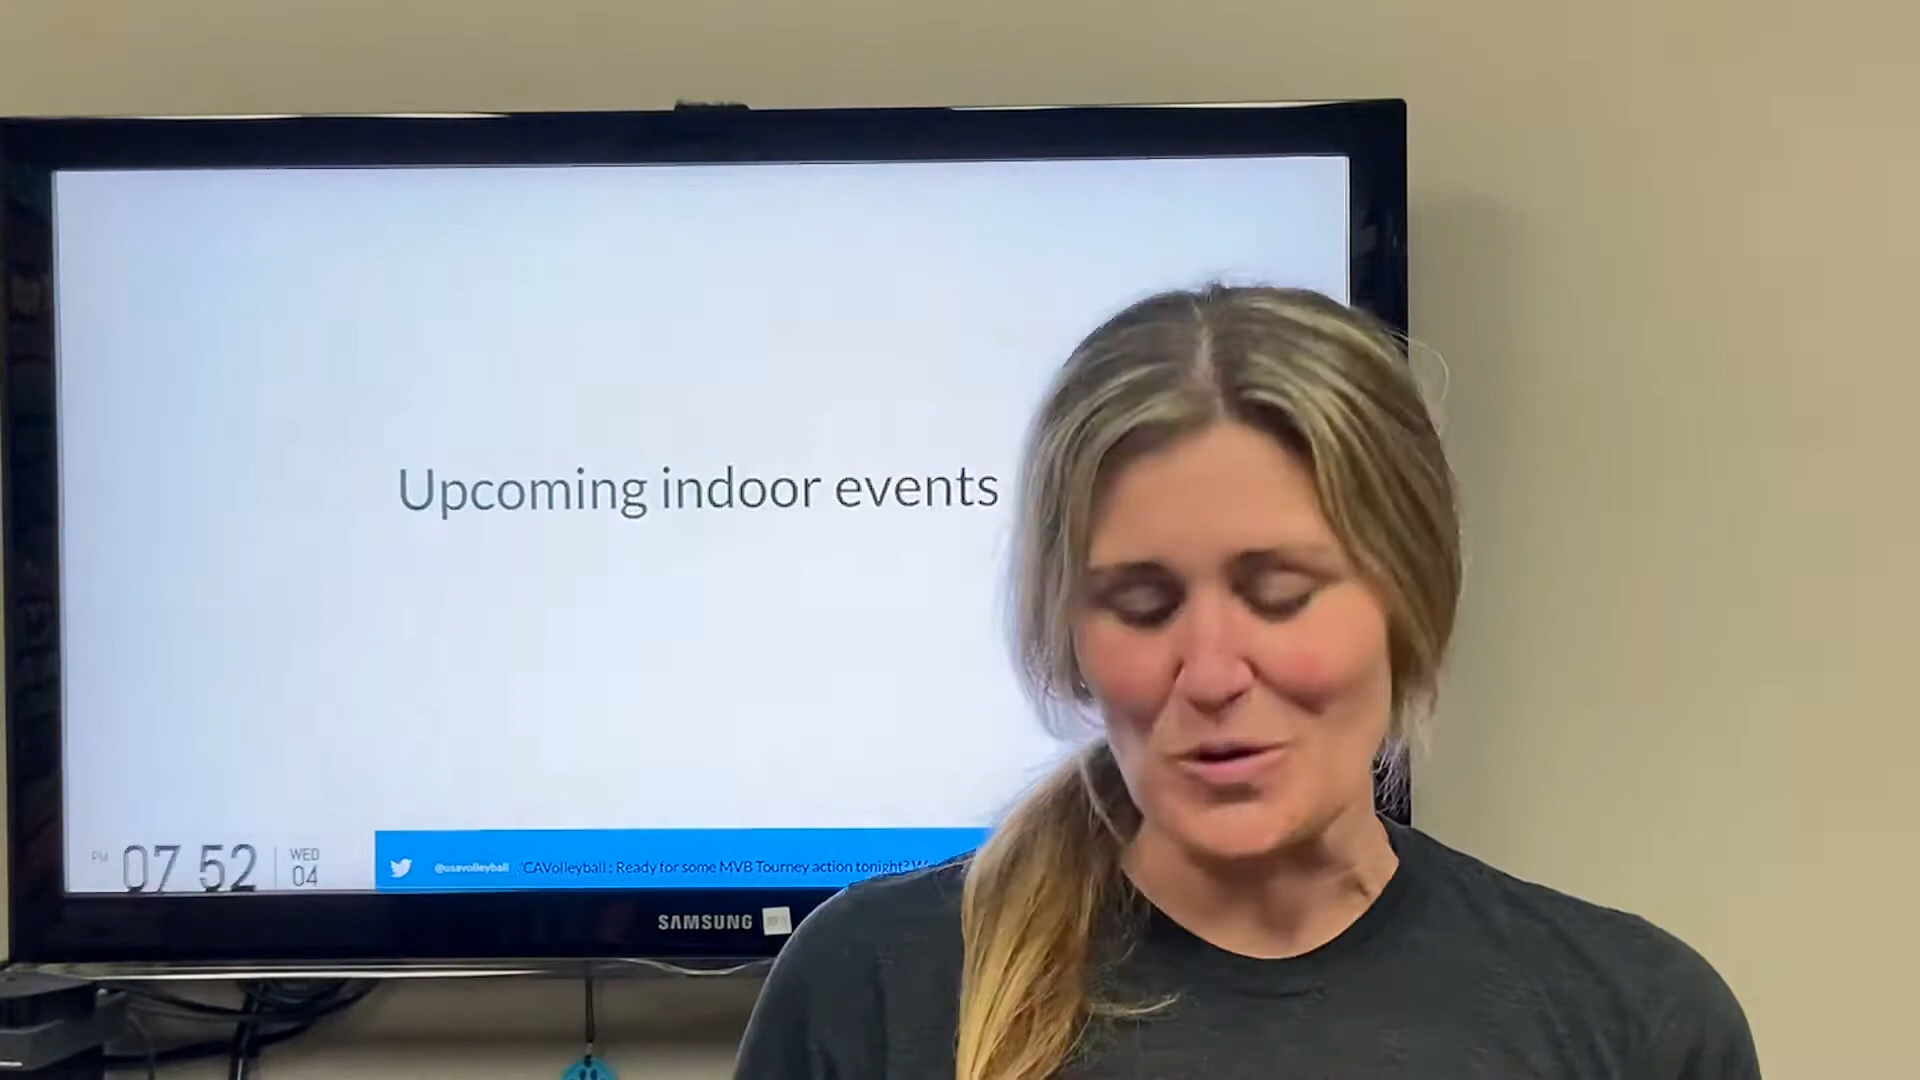 Upcoming indoor events
PM 07 52 WED 04
@usavolleyball 'CAVolleyball : Ready for some MVB Tourney action tonight?
SAMSUNG